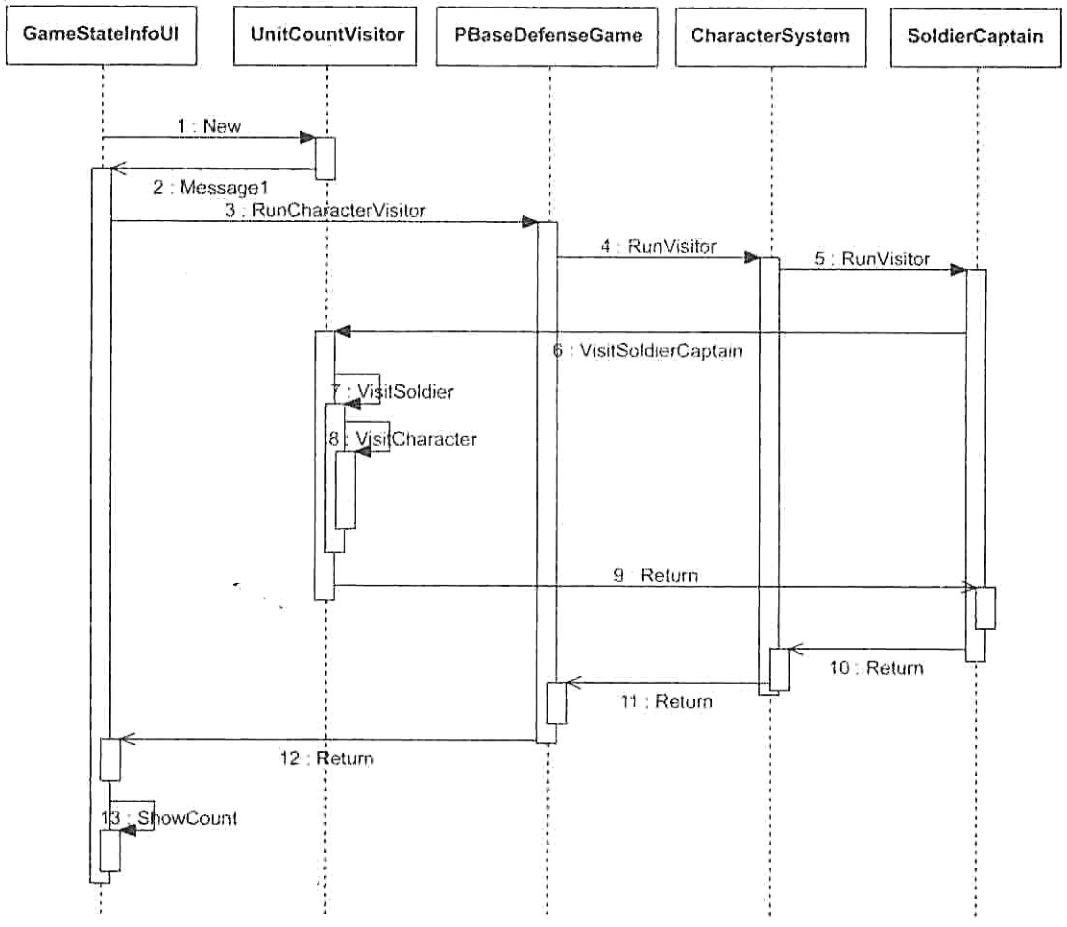 GameStateInfoUI
UnitCountVisitor
PBaseDefenseGame
CharacterSystem
SoldierCaptain
1 : New
2 : Message1
3 : RunCharacterVisitor
4 : RunVisitor
5 : RunVisitor
6 : VisitSoldierCaptain
7 : VisitSoldier
8 : VisitCharacter
9 : Return
10 : Return
11 : Return
12 : Return
13 : ShowCount